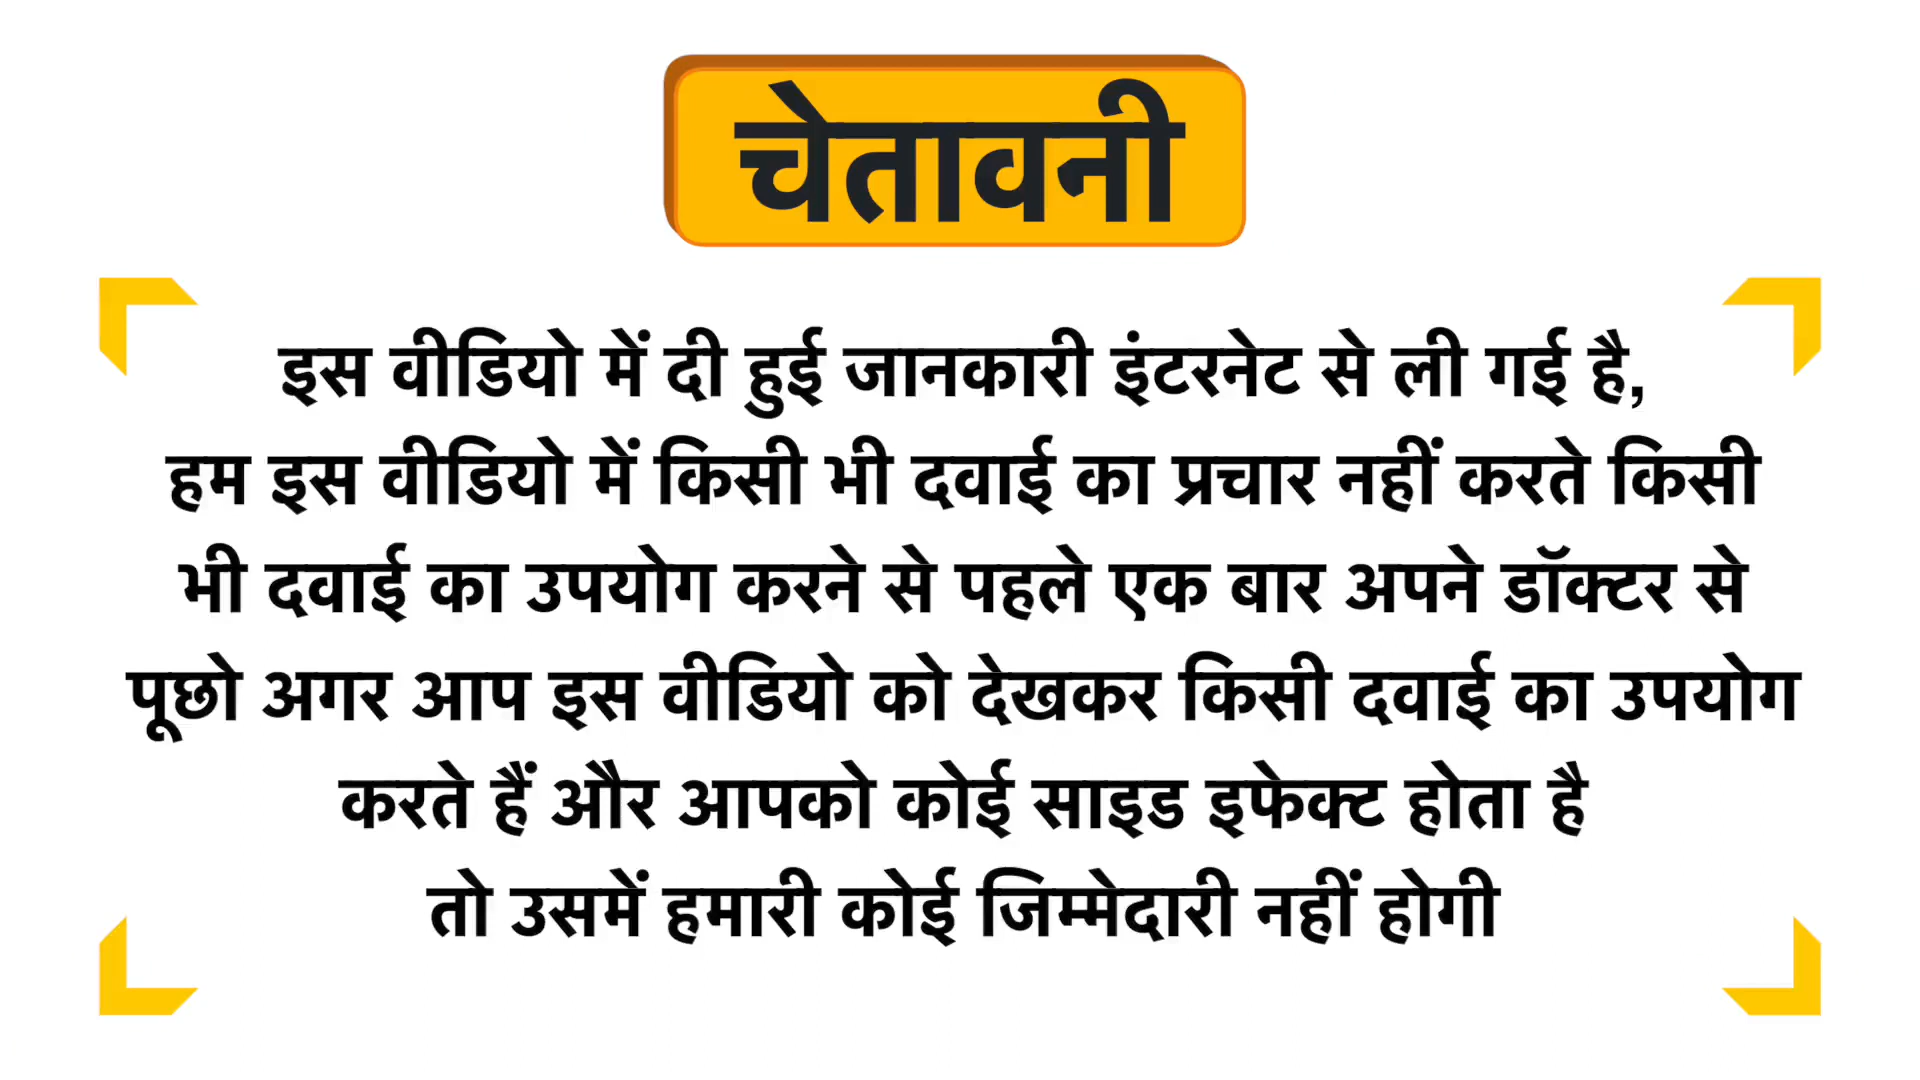 चेतावनी
इस वीडियो में दी हुई जानकारी इंटरनेट से ली गई है,
हम इस वीडियो में किसी भी दवाई का प्रचार नहीं करते किसी
भी दवाई का उपयोग करने से पहले एक बार अपने डॉक्टर से
पूछो अगर आप इस वीडियो को देखकर किसी दवाई का उपयोग
करते हैं और आपको कोई साइड इफेक्ट होता है
तो उसमें हमारी कोई जिम्मेदारी नहीं होगी